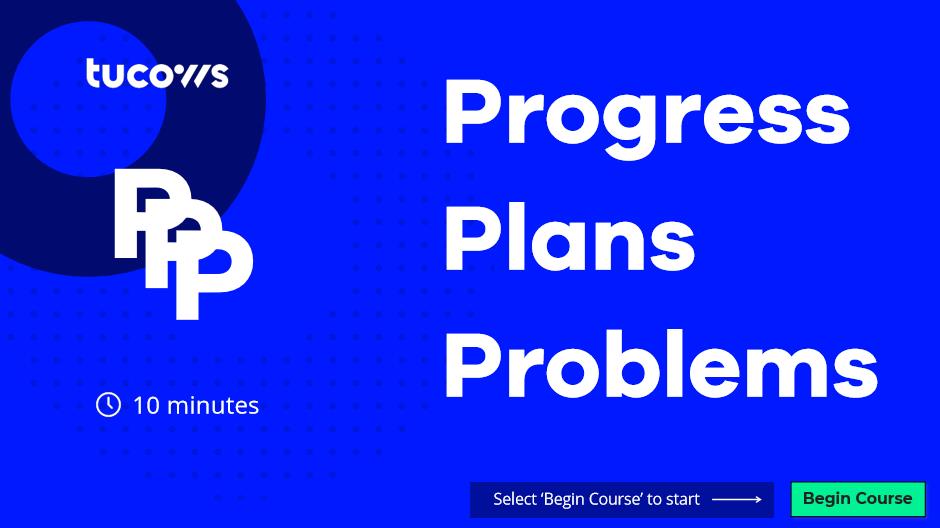 tucows
PPP
10 minutes
Progress
Plans
Problems
Select ‘Begin Course’ to start
Begin Course